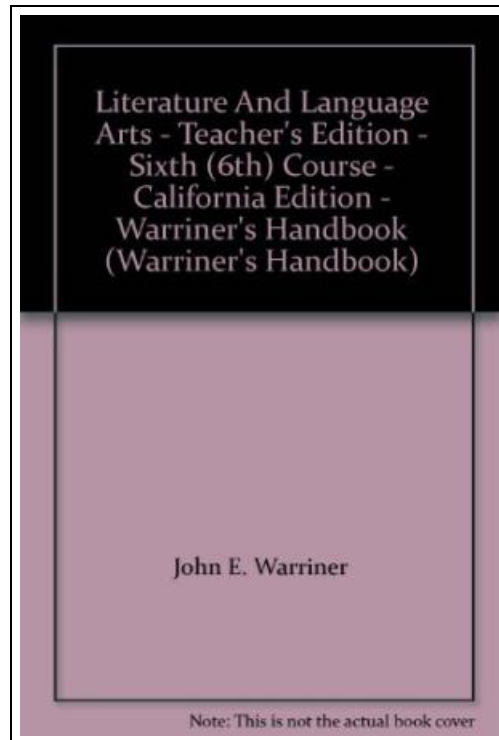 Literature And Language
Arts - Teacher's Edition -
Sixth (6th) Course -
California Edition -
Warriner's Handbook
(Warriner's Handbook)
John E. Warriner
Note: This is not the actual book cover